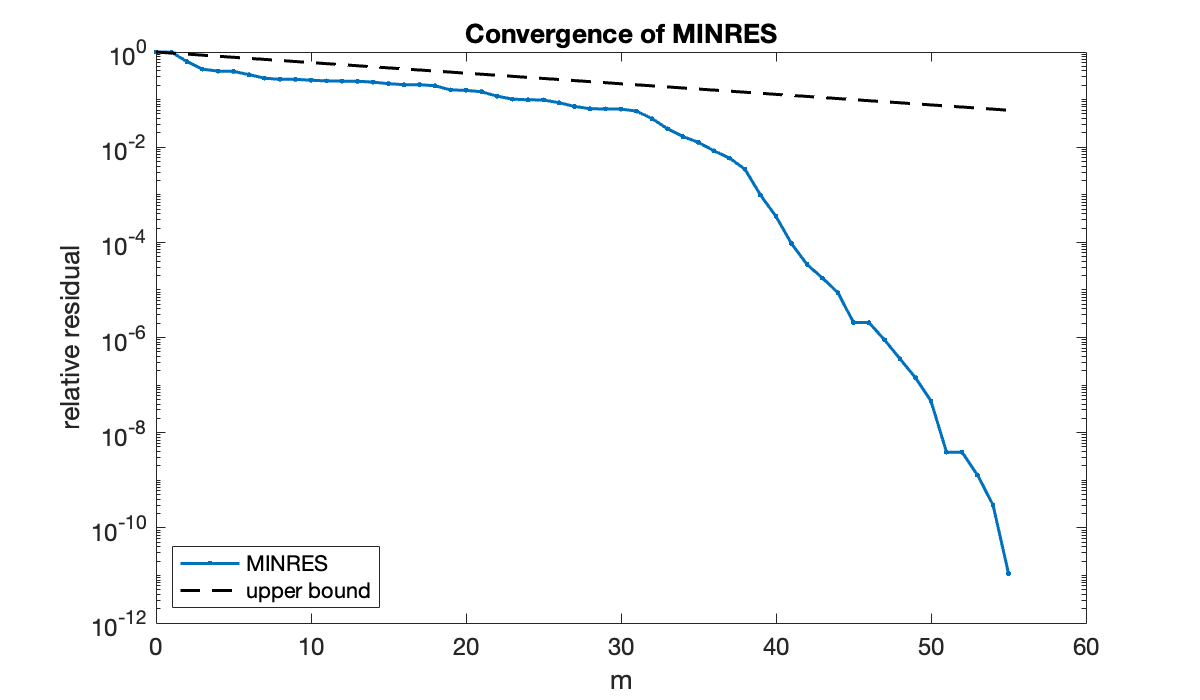 Convergence of MINRES
10^0
10^-2
10^-4
10^-6
10^-8
10^-10
10^-12
relative residual
MINRES
upper bound
0 10 20 30 40 50 60
m